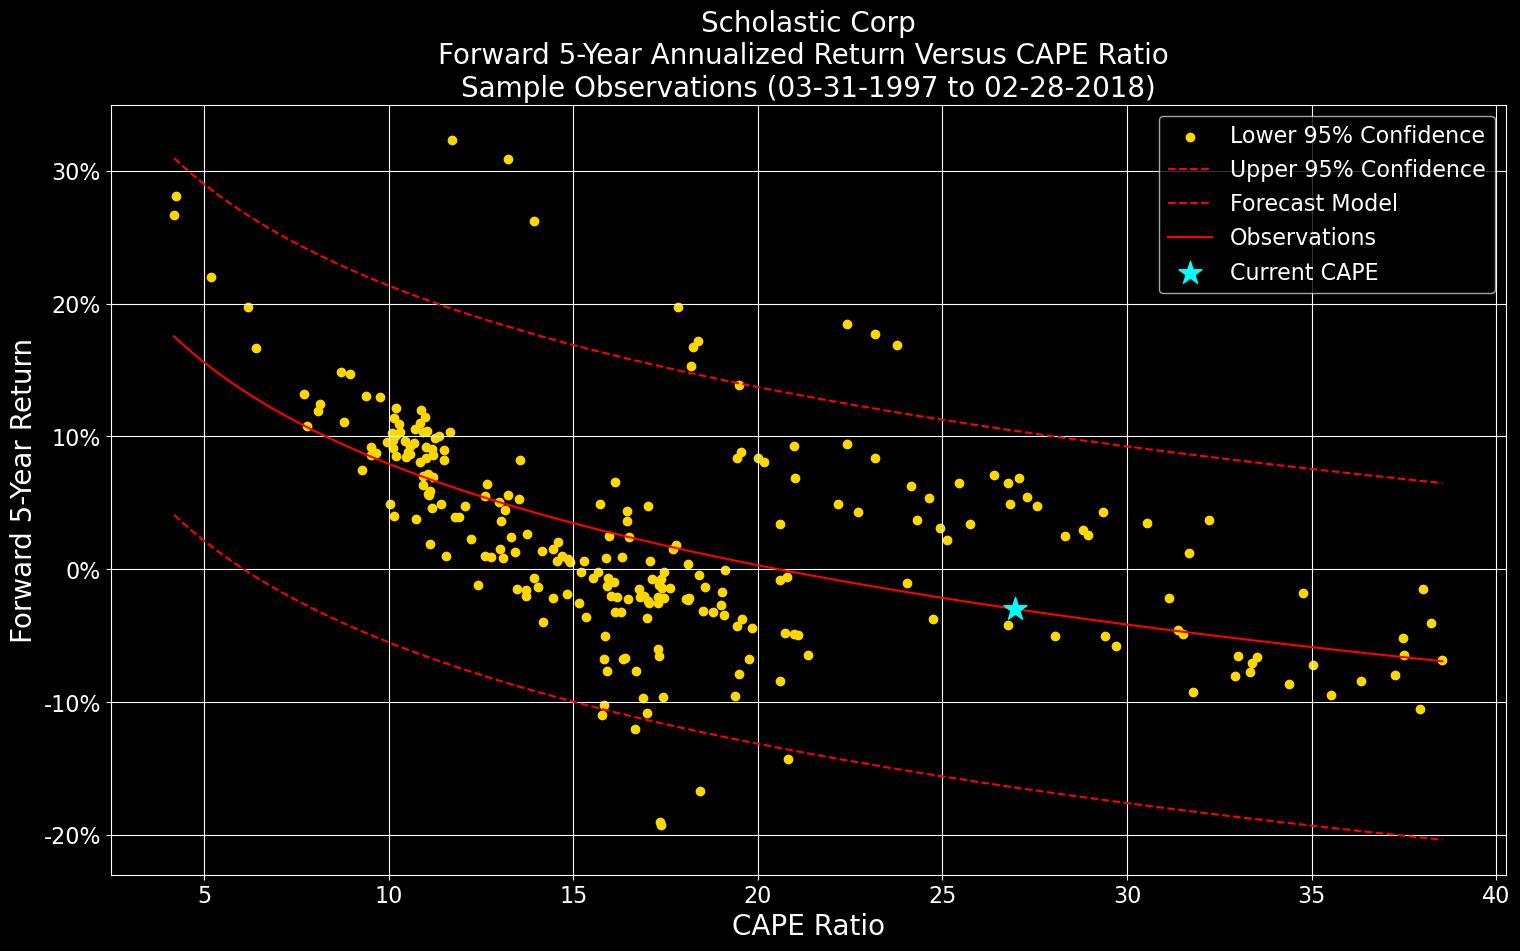 Scholastic Corp
Forward 5-Year Annualized Return Versus CAPE Ratio
Sample Observations (03-31-1997 to 02-28-2018)
Lower 95% Confidence
Upper 95% Confidence
Forecast Model
Observations
Current CAPE
Forward 5-Year Return
30%
20%
10%
0%
-10%
-20%
5 10 15 20 25 30 35 40
CAPE Ratio